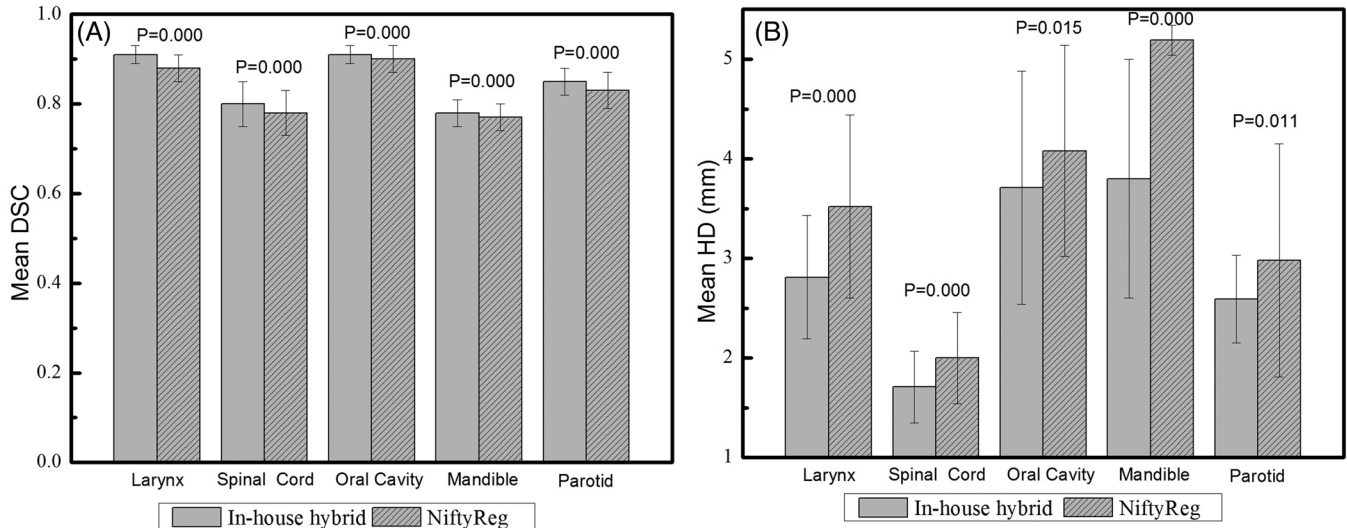 (A)
Mean DSC
1.0
0.8
0.6
0.4
0.2
0.0
P=0.000
P=0.000
P=0.000
P=0.000
P=0.000
Larynx Spinal Cord Oral Cavity Mandible Parotid
In-house hybrid NiftyReg
(B)
Mean HD (mm)
5
4
3
2
1
P=0.000
P=0.000
P=0.015
P=0.000
P=0.011
Larynx Spinal Cord Oral Cavity Mandible Parotid
In-house hybrid NiftyReg